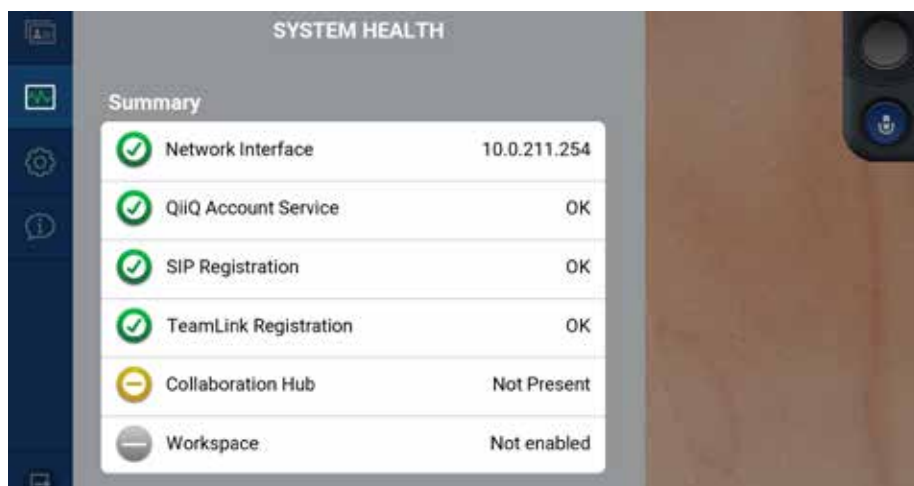 SYSTEM HEALTH
Summary
Network Interface 10.0.211.254
QiiQ Account Service OK
SIP Registration OK
TeamLink Registration OK
Collaboration Hub Not Present
Workspace Not enabled